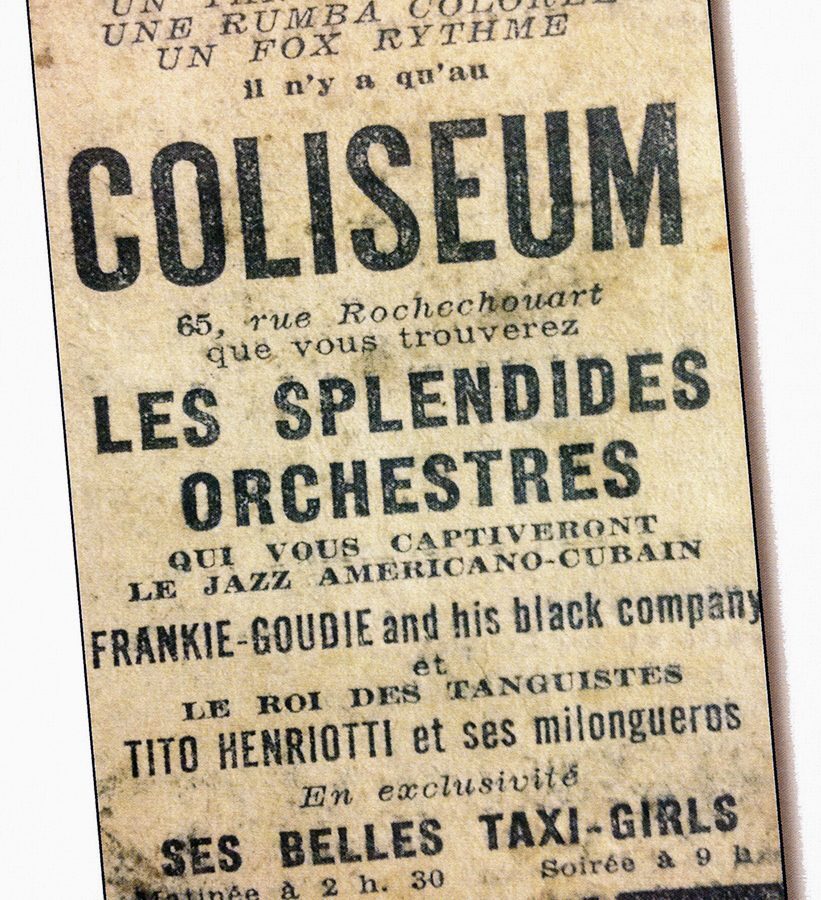 UN
UNE RUMBA COLORÉE
UN FOX RYTHME
il n'y a qu'au
COLISEUM
65, rue Rochechouart
que vous trouverez
LES SPLENDIDES
ORCHESTRES
QUI VOUS CAPTIVERONT
LE JAZZ AMERICANO-CUBAIN
FRANKIE-GOUDIE and his black company
et
LE ROI DES TANGUISTES
TITO HENRIOTTI et ses milongueros
En exclusivité
SES BELLES TAXI-GIRLS
Matinée à 2 h. 30 Soirée à 9 h.